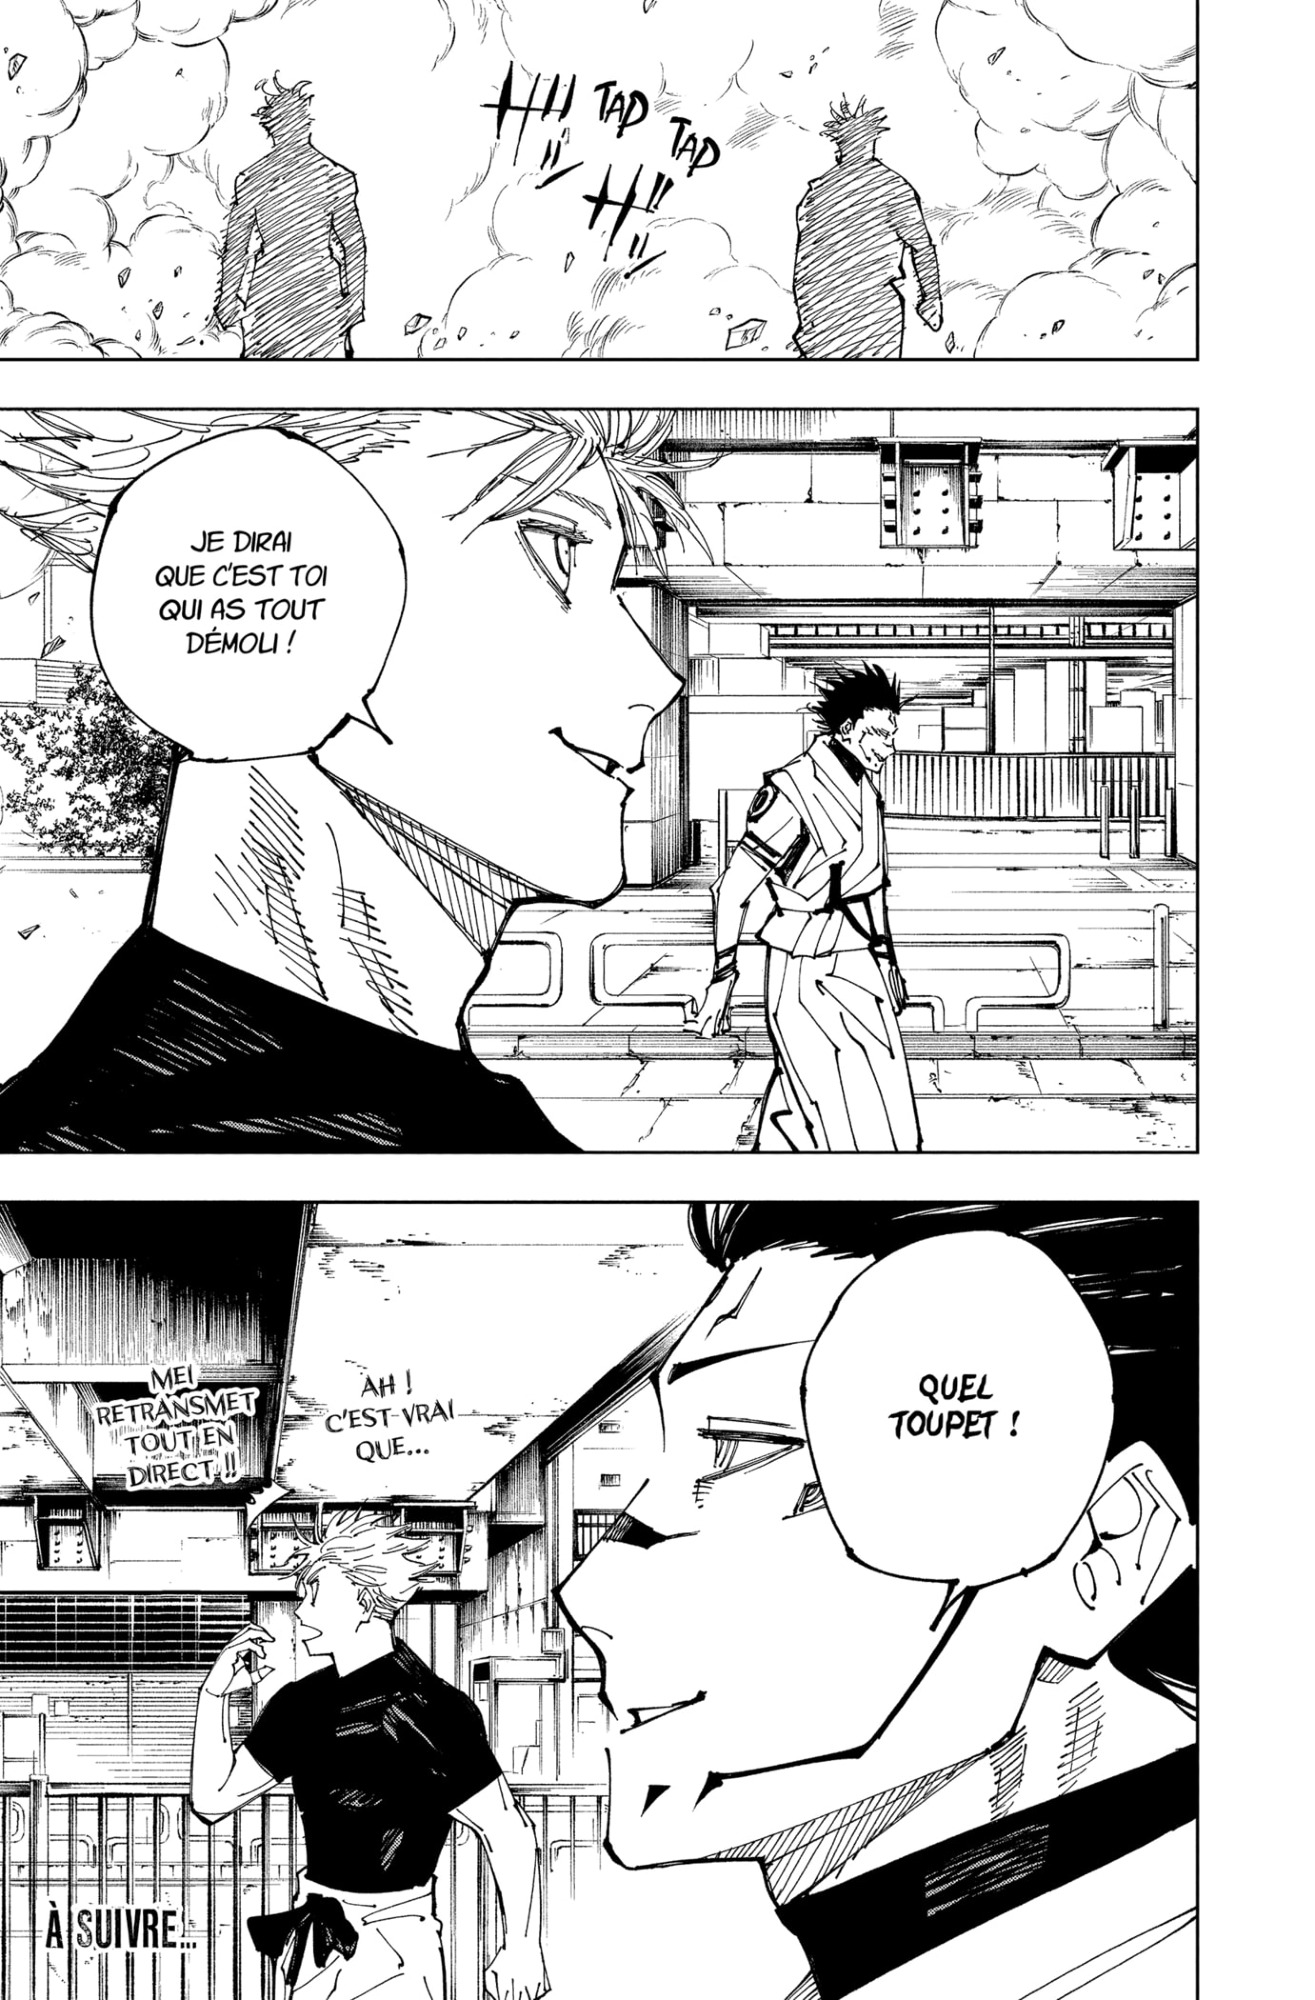 TAP
TAP
JE DIRAI
QUE C'EST TOI
QUI AS TOUT
DÉMOLI !
QUEL
TOUPET !
AH !
C'EST VRAI
QUE...
MEI
RETRANSMET
TOUT EN
DIRECT !!
À SUIVRE...